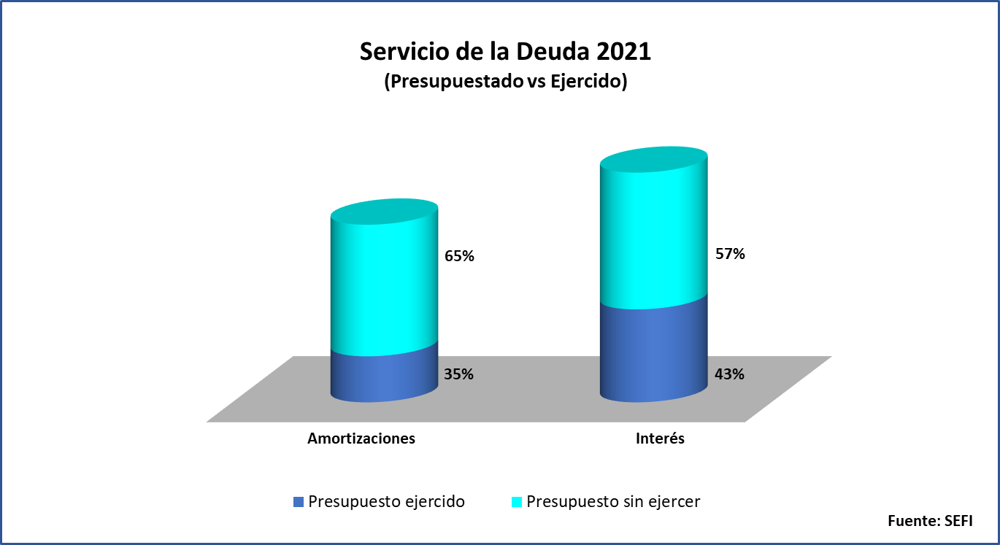 Servicio de la Deuda 2021
(Presupuestado vs Ejercido)
65%
57%
35%
43%
Amortizaciones
Interés
Presupuesto ejercido
Presupuesto sin ejercer
Fuente: SEFI